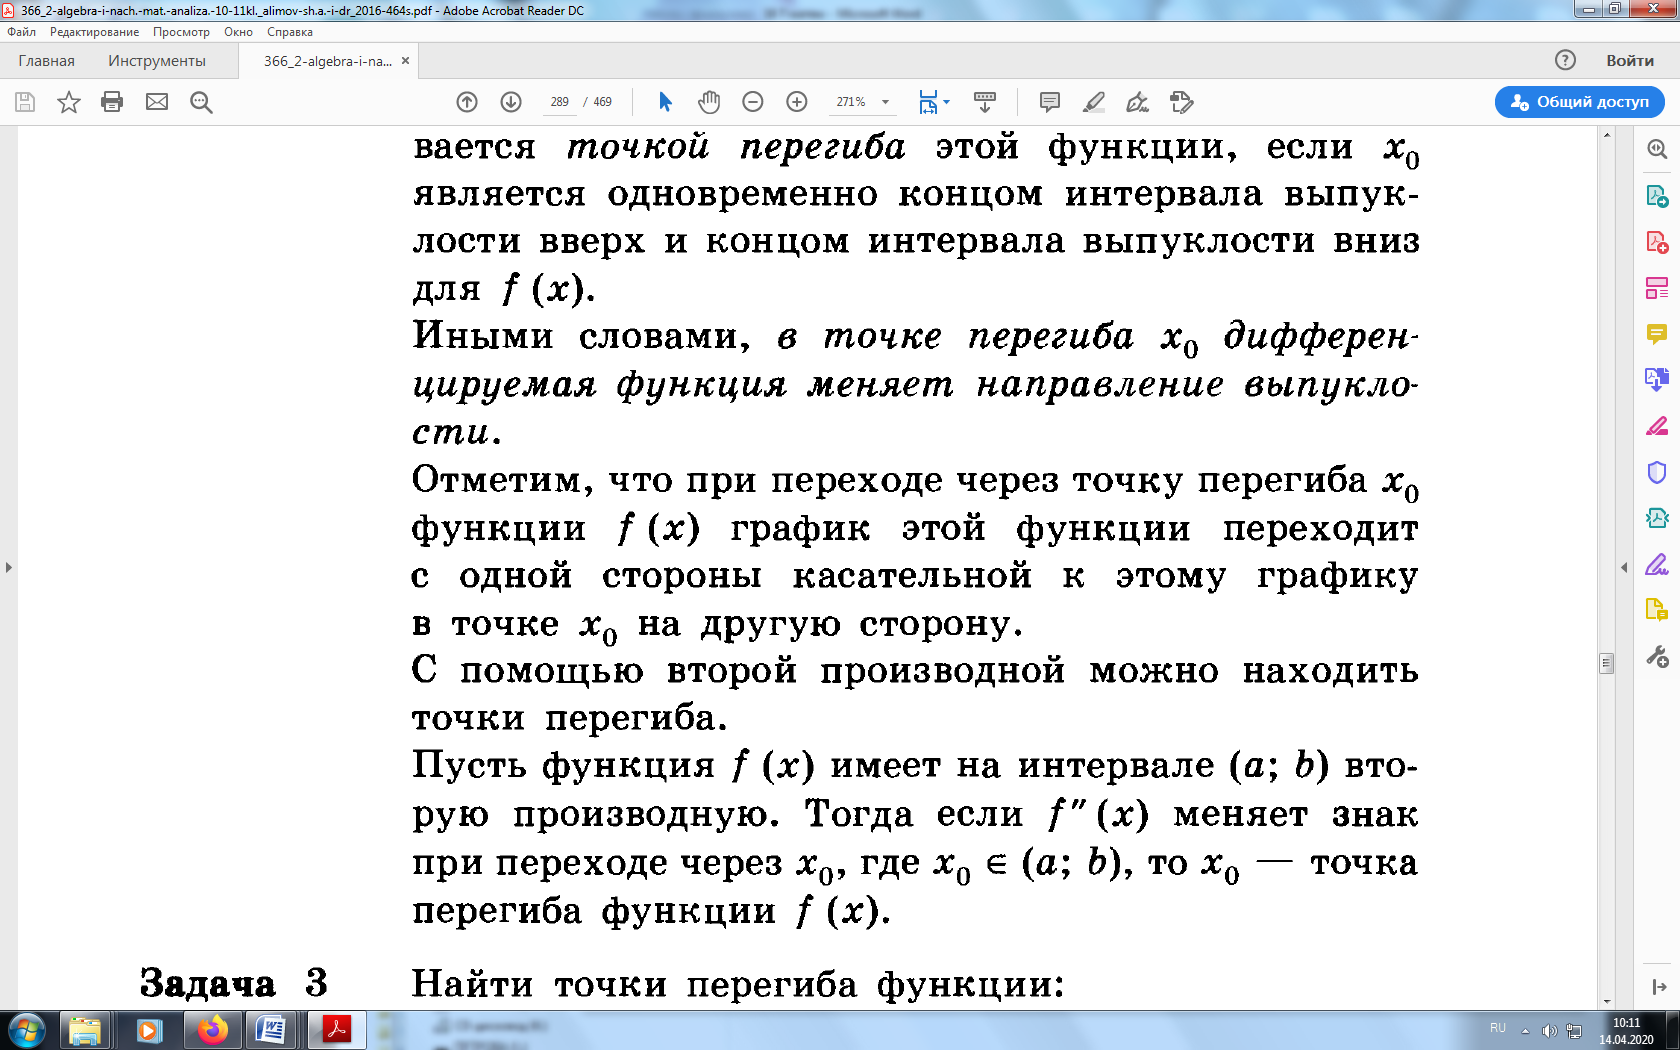 366_2-algebra-i-nach.-mat.-analiza.-10-11kl._alimov-sh.a.-i-dr_2016-464s.pdf - Adobe Acrobat Reader DC
Файл Редактирование Просмотр Окно Справка
Главная Инструменты 366_2-algebra-i-na... × Войти
289 / 469 271% Общий доступ
вается точкой перегиба этой функции, если x₀
является одновременно концом интервала выпук-
лости вверх и концом интервала выпуклости вниз
для f (x).
Иными словами, в точке перегиба x₀ дифферен-
цируемая функция меняет направление выпукло-
сти.
Отметим, что при переходе через точку перегиба x₀
функции f (x) график этой функции переходит
с одной стороны касательной к этому графику
в точке x₀ на другую сторону.
С помощью второй производной можно находить
точки перегиба.
Пусть функция f (x) имеет на интервале (a; b) вто-
рую производную. Тогда если f″(x) меняет знак
при переходе через x₀, где x₀ ∈ (a; b), то x₀ — точка
перегиба функции f (x).
Задача 3 Найти точки перегиба функции:
RU 10:11
14.04.2020